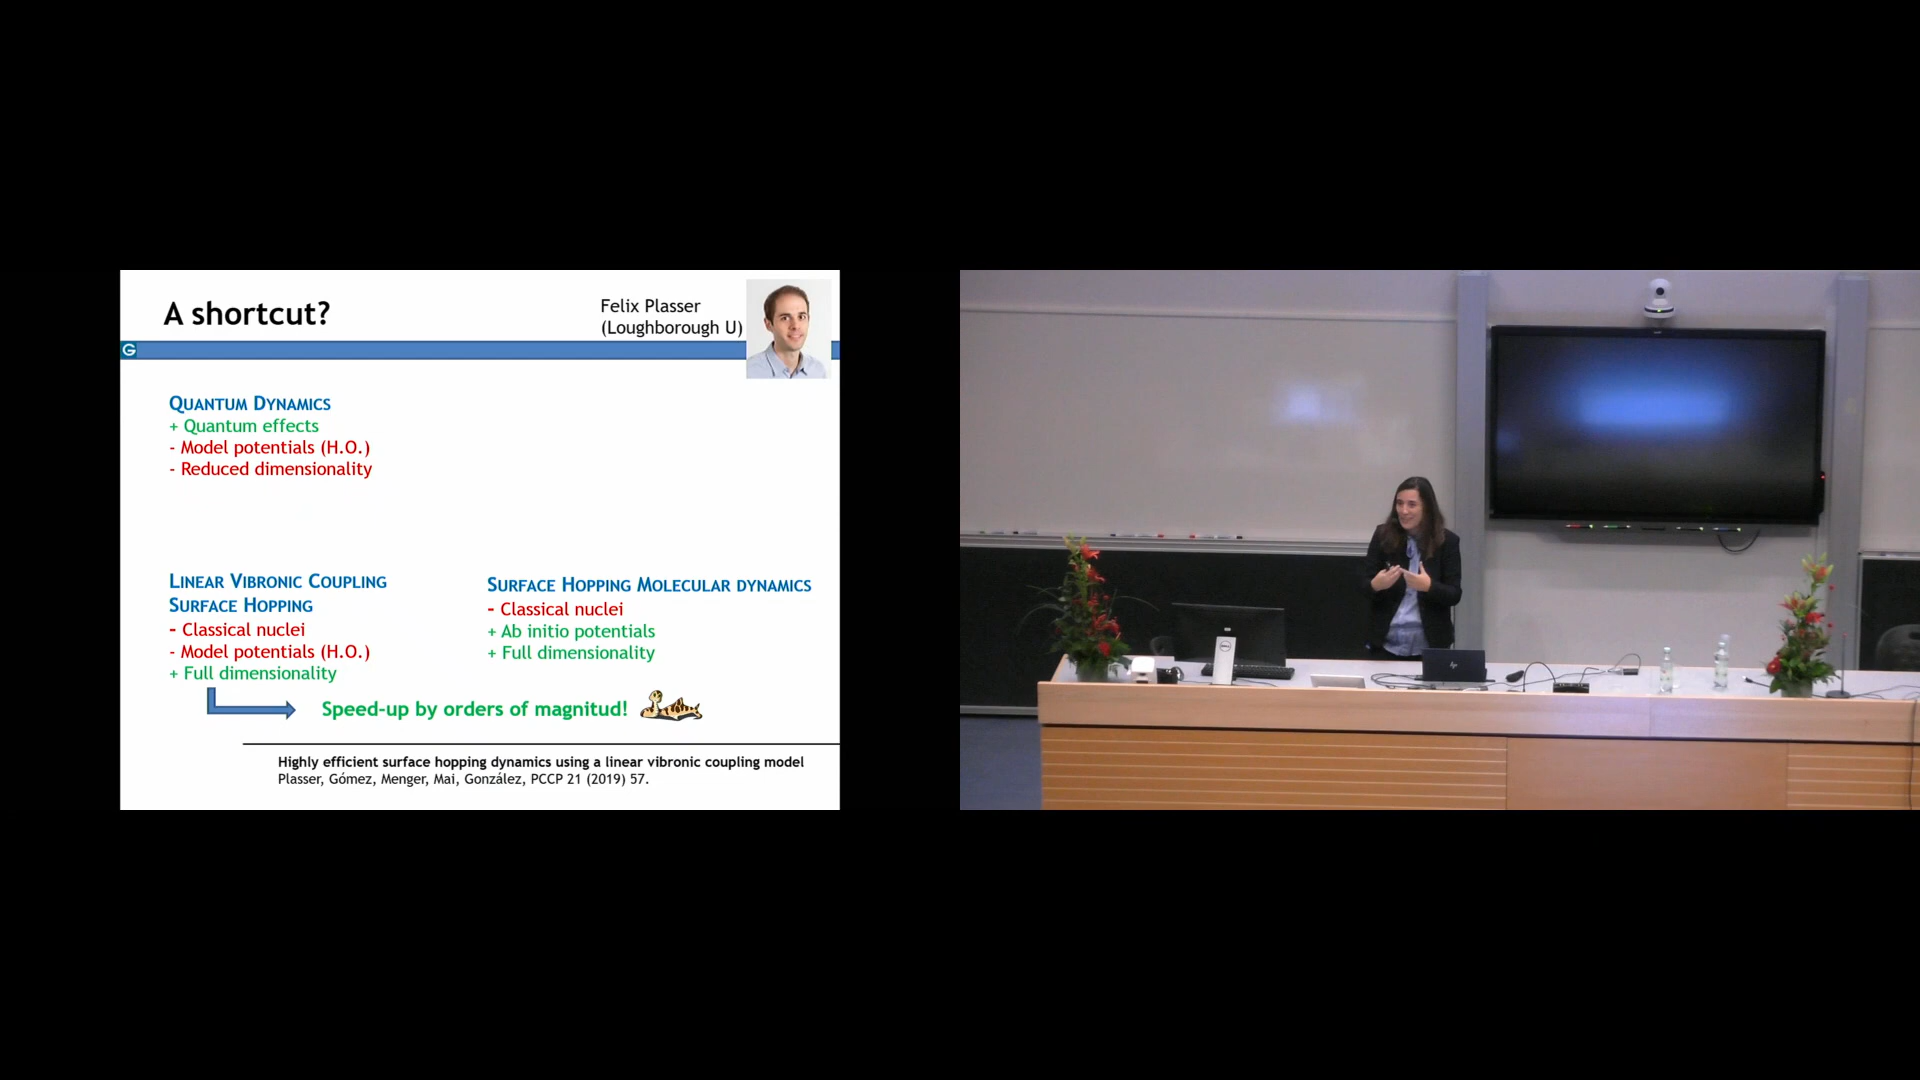 A shortcut?
Felix Plasser
(Loughborough U)
G
QUANTUM DYNAMICS
+ Quantum effects
- Model potentials (H.O.)
- Reduced dimensionality
LINEAR VIBRONIC COUPLING
SURFACE HOPPING
- Classical nuclei
- Model potentials (H.O.)
+ Full dimensionality
SURFACE HOPPING MOLECULAR DYNAMICS
- Classical nuclei
+ Ab initio potentials
+ Full dimensionality
Speed-up by orders of magnitud!
Highly efficient surface hopping dynamics using a linear vibronic coupling model
Plasser, Gómez, Menger, Mai, González, PCCP 21 (2019) 57.
hp